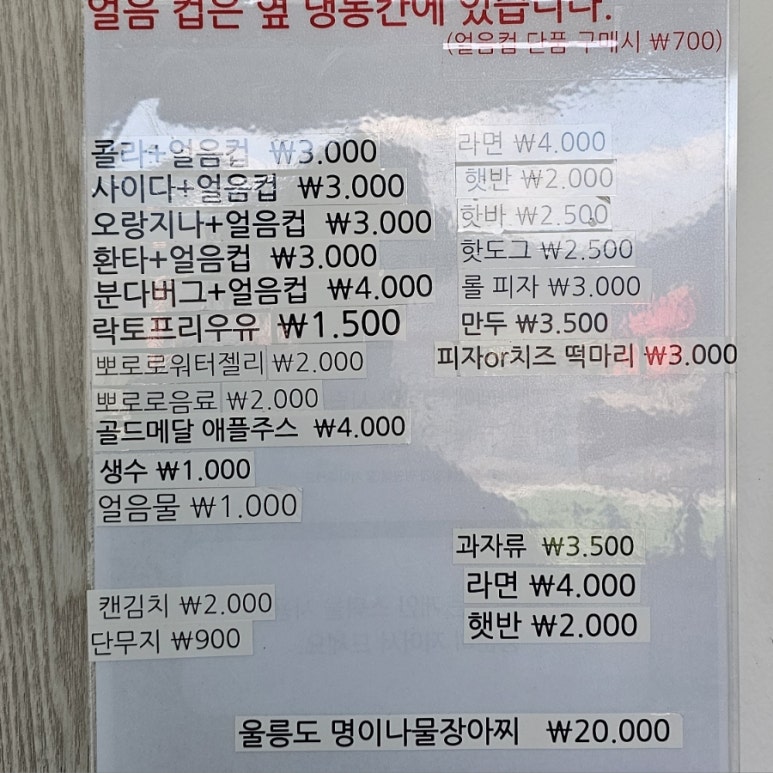 얼음 컵은 옆 냉동칸에 있습니다.
(얼음컵 단품 구매시 ₩700)
콜라+얼음컵 ₩3.000
사이다+얼음컵 ₩3.000
오랑지나+얼음컵 ₩3.000
환타+얼음컵 ₩3.000
분다버그+얼음컵 ₩4.000
락토프리우유 ₩1.500
뽀로로워터젤리 ₩2.000
뽀로로음료 ₩2.000
골드메달 애플주스 ₩4.000
생수 ₩1.000
얼음물 ₩1.000
캔김치 ₩2.000
단무지 ₩900
라면 ₩4.000
햇반 ₩2.000
핫바 ₩2.500
핫도그 ₩2.500
롤 피자 ₩3.000
만두 ₩3.500
피자or치즈 떡마리 ₩3.000
과자류 ₩3.500
라면 ₩4.000
햇반 ₩2.000
울릉도 명이나물장아찌 ₩20.000